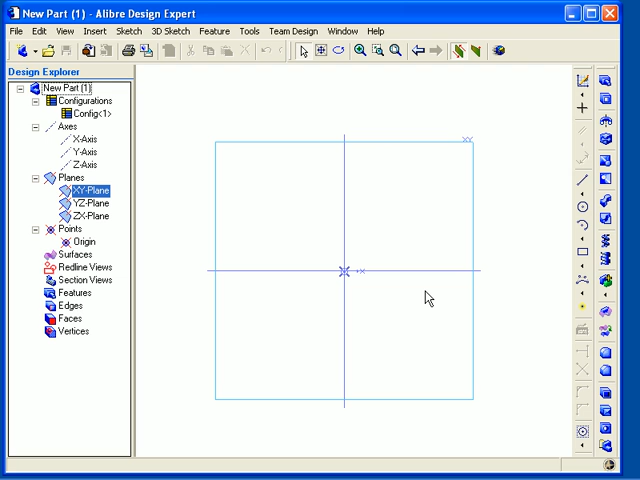 New Part (1) - Alibre Design Expert
File Edit View Insert Sketch 3D Sketch Feature Tools Team Design Window Help
Design Explorer
New Part (1)
Configurations
Config<1>
Axes
X-Axis
Y-Axis
Z-Axis
Planes
XY-Plane
YZ-Plane
ZX-Plane
Points
Origin
Surfaces
Redline Views
Section Views
Features
Edges
Faces
Vertices
XY
X